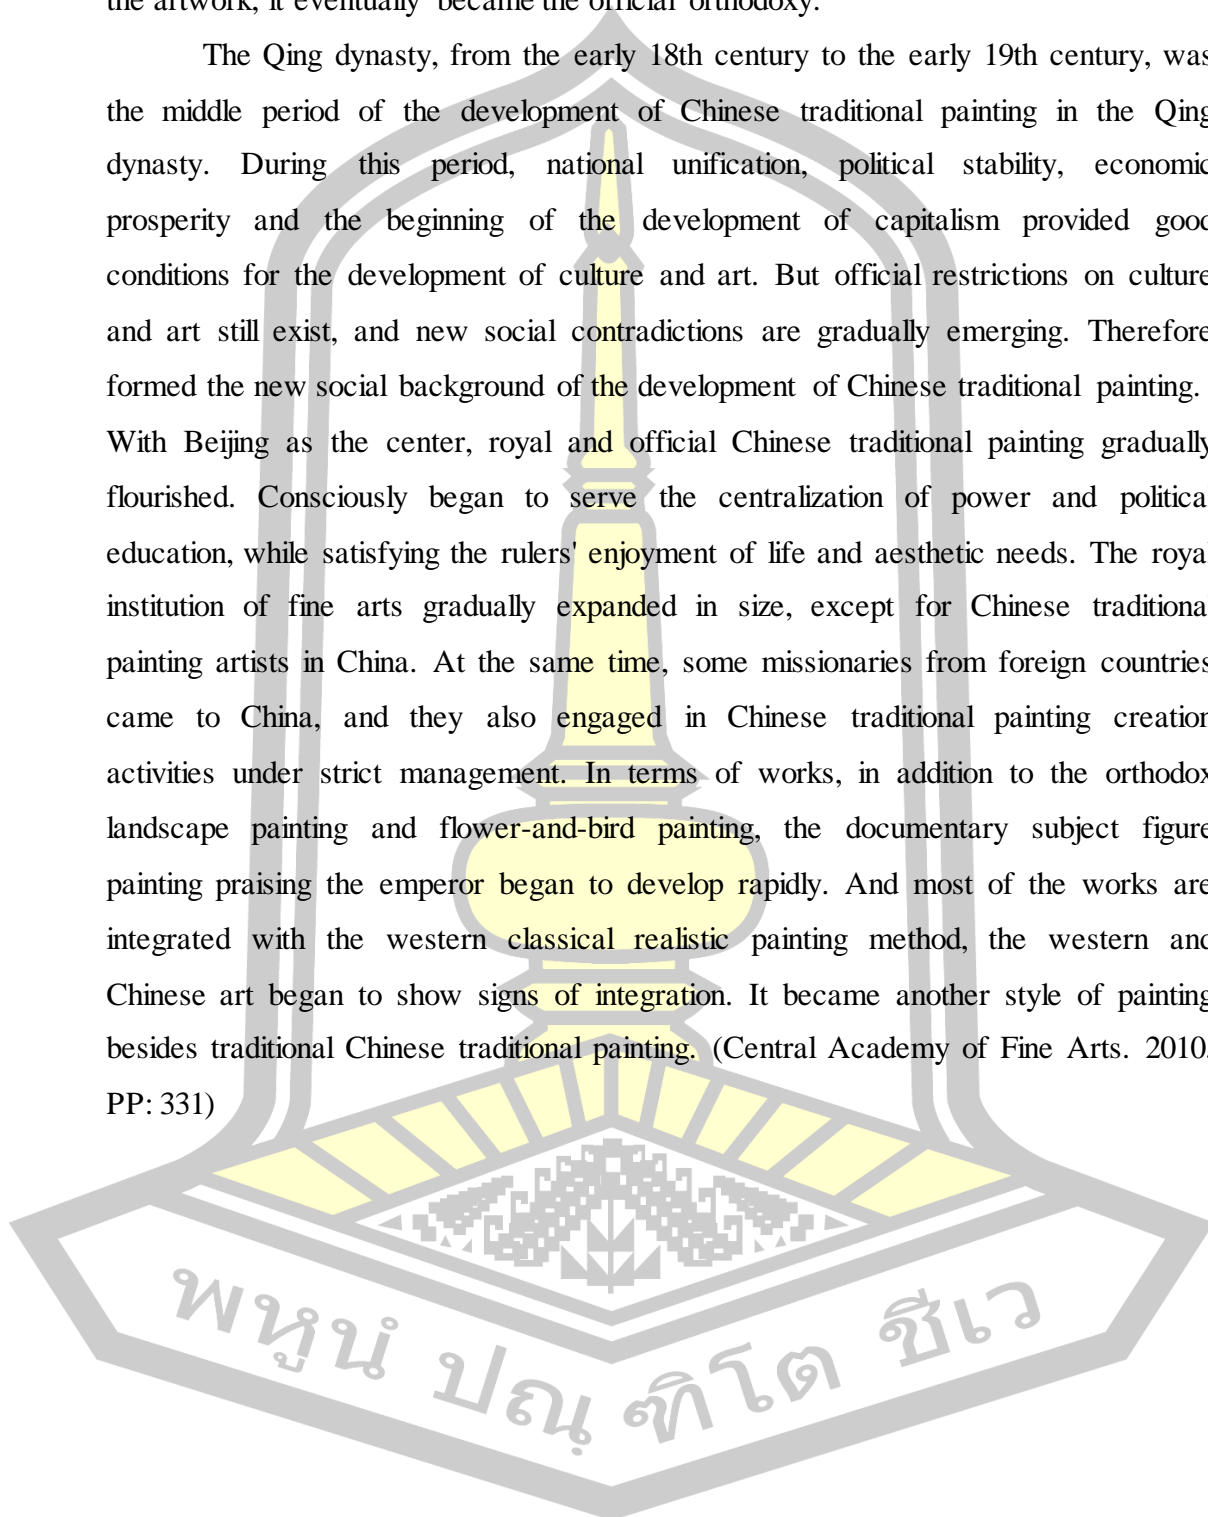 the artwork, it eventually became the official orthodoxy.
The Qing dynasty, from the early 18th century to the early 19th century, was
the middle period of the development of Chinese traditional painting in the Qing
dynasty. During this period, national unification, political stability, economic
prosperity and the beginning of the development of capitalism provided good
conditions for the development of culture and art. But official restrictions on culture
and art still exist, and new social contradictions are gradually emerging. Therefore
formed the new social background of the development of Chinese traditional painting.
With Beijing as the center, royal and official Chinese traditional painting gradually
flourished. Consciously began to serve the centralization of power and political
education, while satisfying the rulers' enjoyment of life and aesthetic needs. The royal
institution of fine arts gradually expanded in size, except for Chinese traditional
painting artists in China. At the same time, some missionaries from foreign countries
came to China, and they also engaged in Chinese traditional painting creation
activities under strict management. In terms of works, in addition to the orthodox
landscape painting and flower-and-bird painting, the documentary subject figure
painting praising the emperor began to develop rapidly. And most of the works are
integrated with the western classical realistic painting method, the western and
Chinese art began to show signs of integration. It became another style of painting
besides traditional Chinese traditional painting. (Central Academy of Fine Arts. 2010.
PP: 331)
พหูนํ ปณฺฑิโต ชีเว